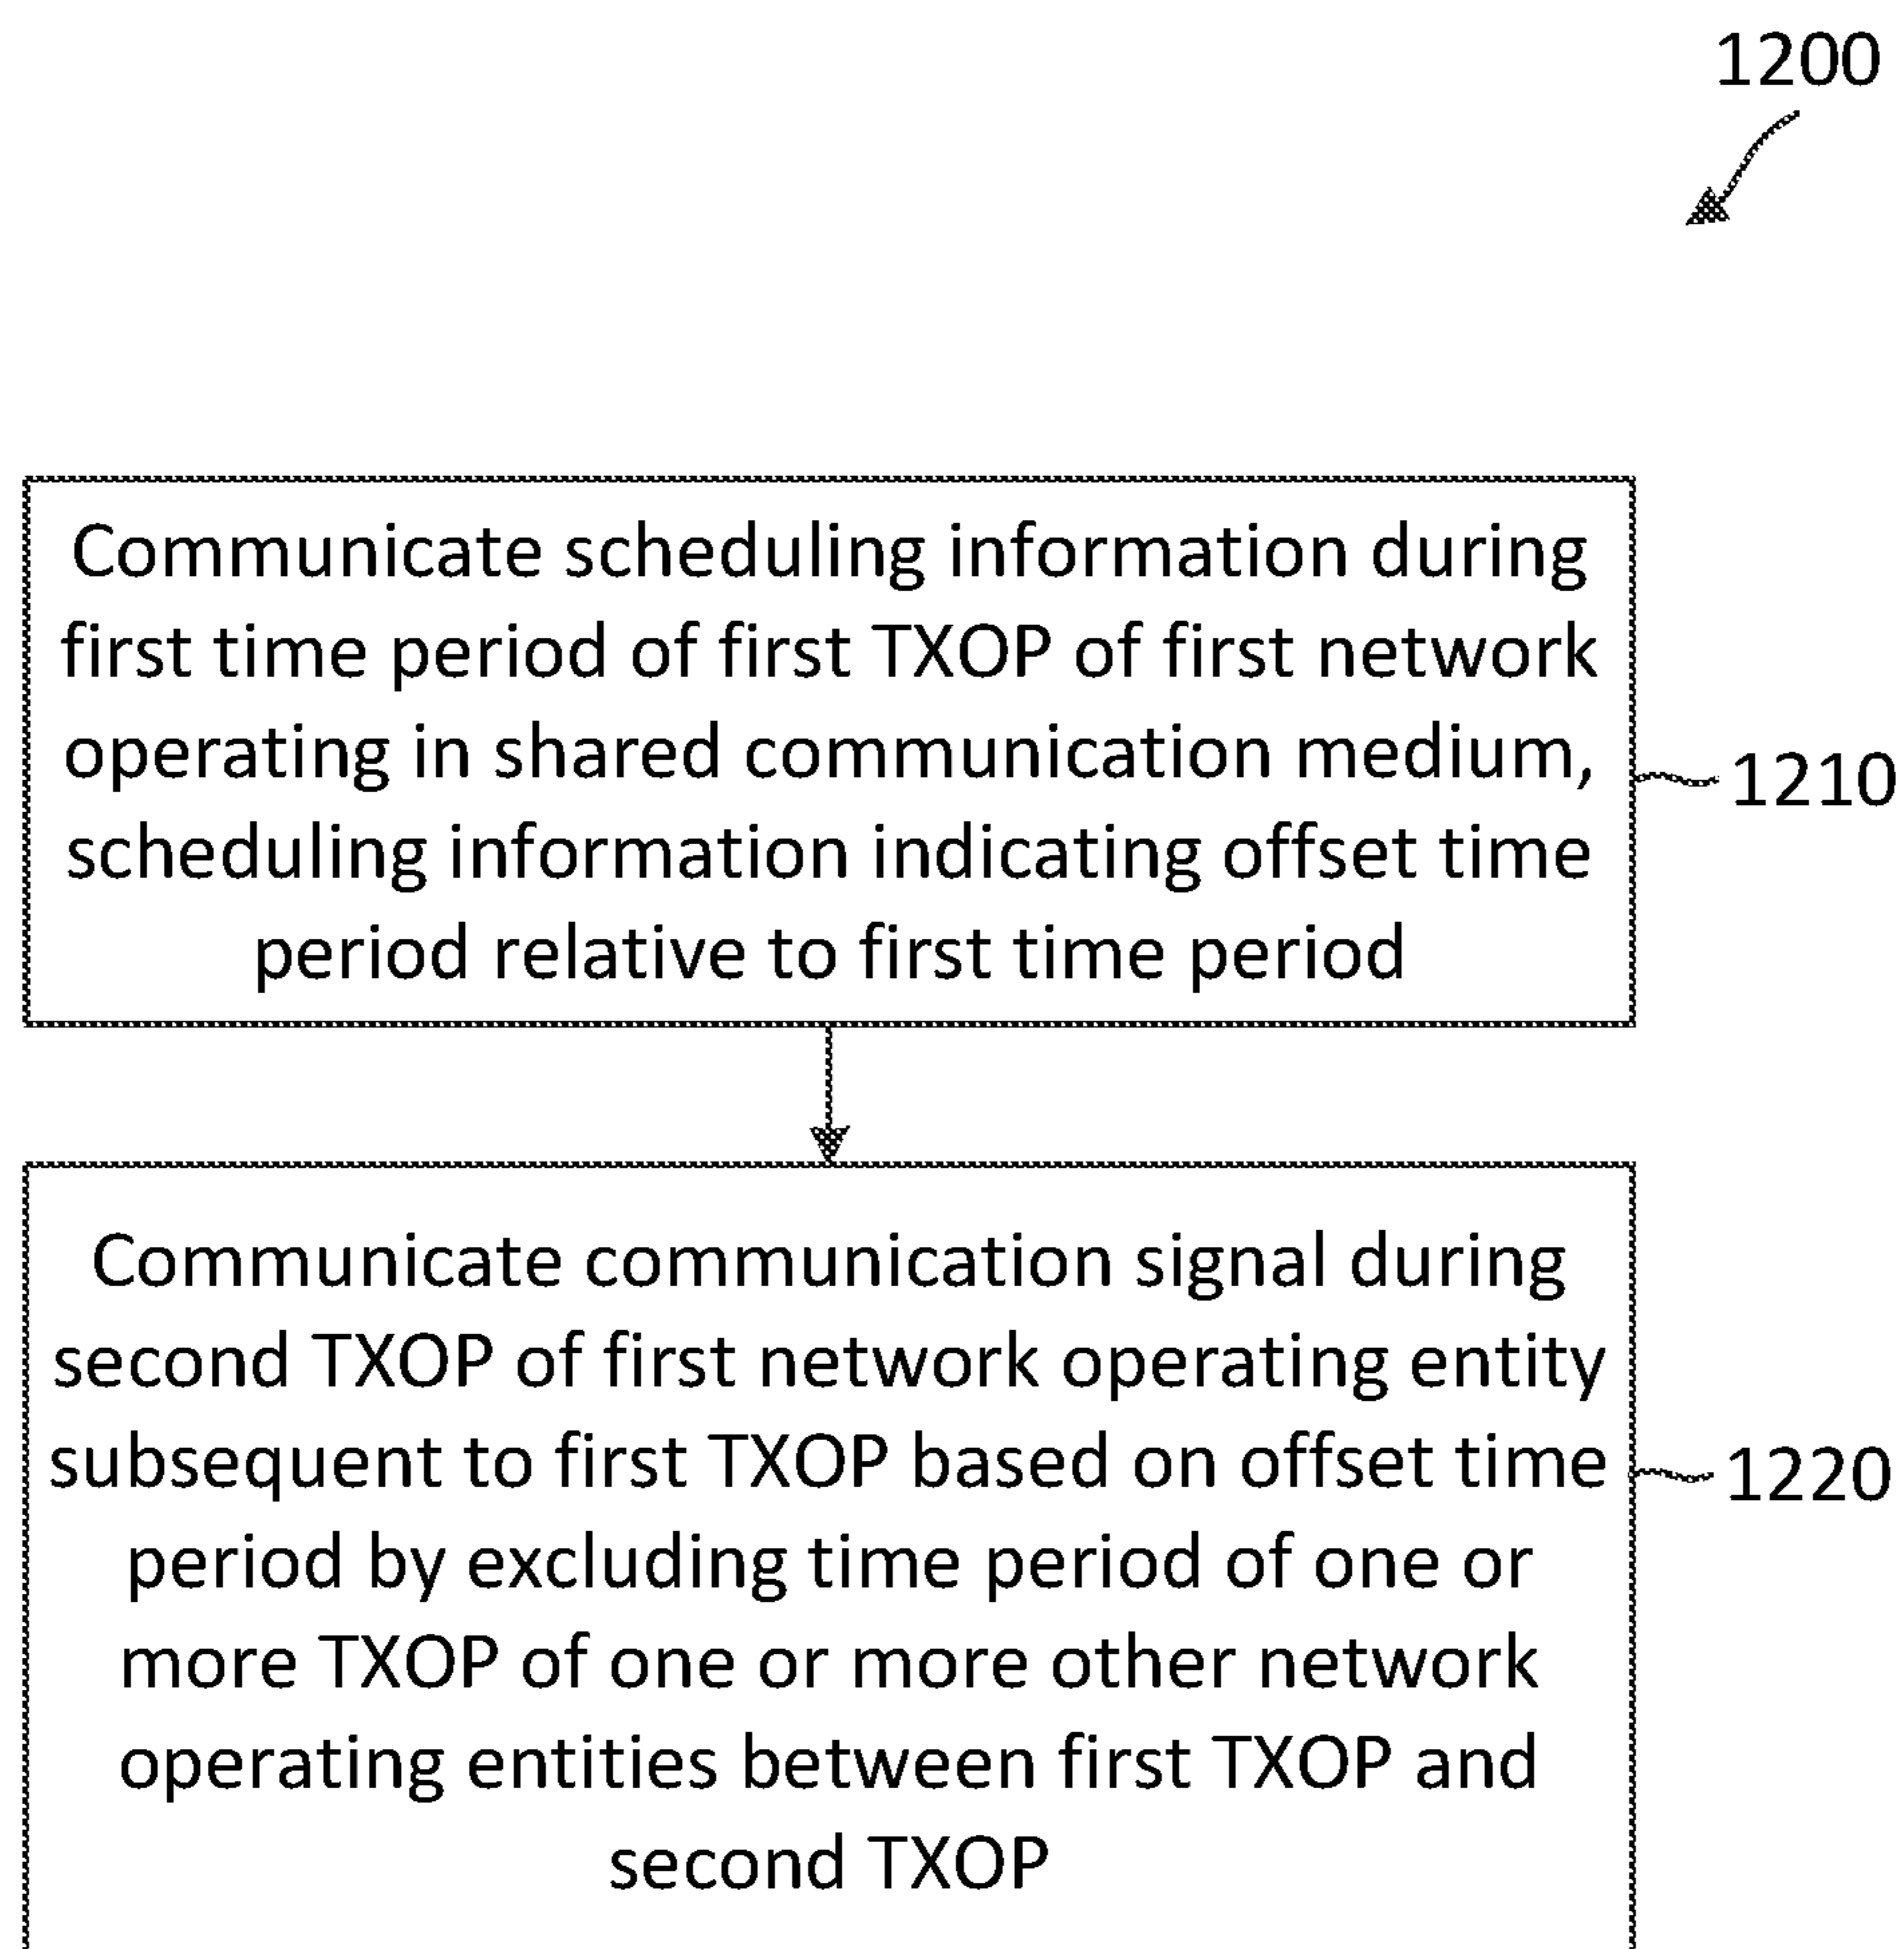 1200
Communicate scheduling information during
first time period of first TXOP of first network
operating in shared communication medium,
scheduling information indicating offset time
period relative to first time period
1210
Communicate communication signal during
second TXOP of first network operating entity
subsequent to first TXOP based on offset time
period by excluding time period of one or
more TXOP of one or more other network
operating entities between first TXOP and
second TXOP
1220